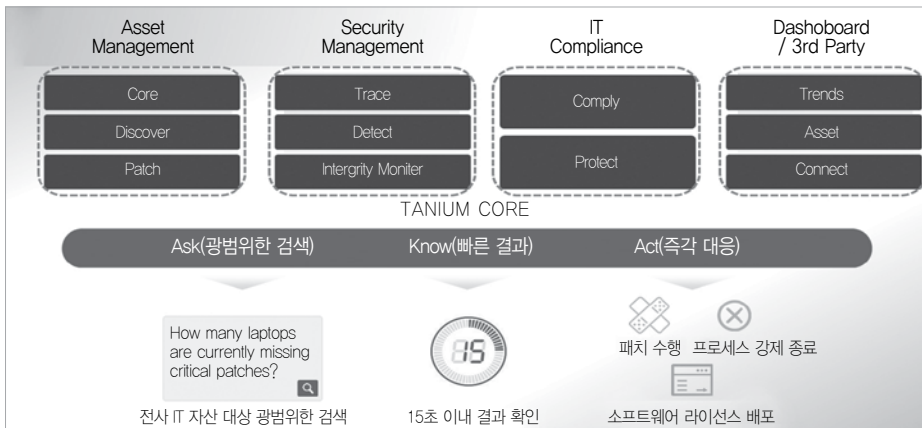 Asset
Management
Security
Management
IT
Compliance
Dashoboard
/ 3rd Party
Core
Discover
Patch
Trace
Detect
Intergrity Moniter
Comply
Protect
Trends
Asset
Connect
TANIUM CORE
Ask(광범위한 검색)
Know(빠른 결과)
Act(즉각 대응)
How many laptops
are currently missing
critical patches?
전사 IT 자산 대상 광범위한 검색
15
15초 이내 결과 확인
패치 수행
프로세스 강제 종료
소프트웨어 라이선스 배포